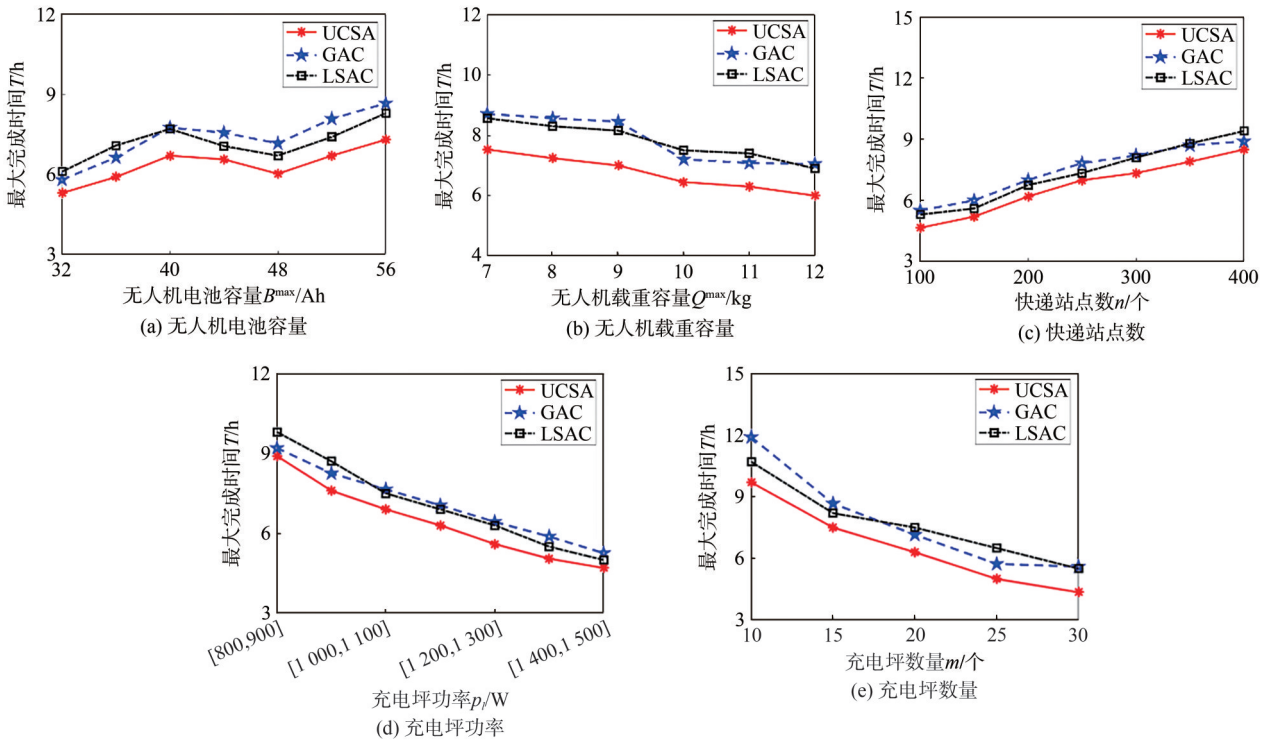 12
9
6
3
最大完成时间T/h
UCSA
GAC
LSAC
32
40
48
56
无人机电池容量Bmax/Ah
(a) 无人机电池容量
12
10
8
6
4
最大完成时间T/h
UCSA
GAC
LSAC
7
8
9
10
11
12
无人机载重容量Qmax/kg
(b) 无人机载重容量
15
12
9
6
3
最大完成时间T/h
UCSA
GAC
LSAC
100
200
300
400
快递站点数n/个
(c) 快递站点数
12
9
6
3
最大完成时间T/h
UCSA
GAC
LSAC
[800,900]
[1 000,1 100]
[1 200,1 300]
[1 400,1 500]
充电坪功率pl/W
(d) 充电坪功率
15
12
9
6
3
最大完成时间T/h
UCSA
GAC
LSAC
10
15
20
25
30
充电坪数量m/个
(e) 充电坪数量